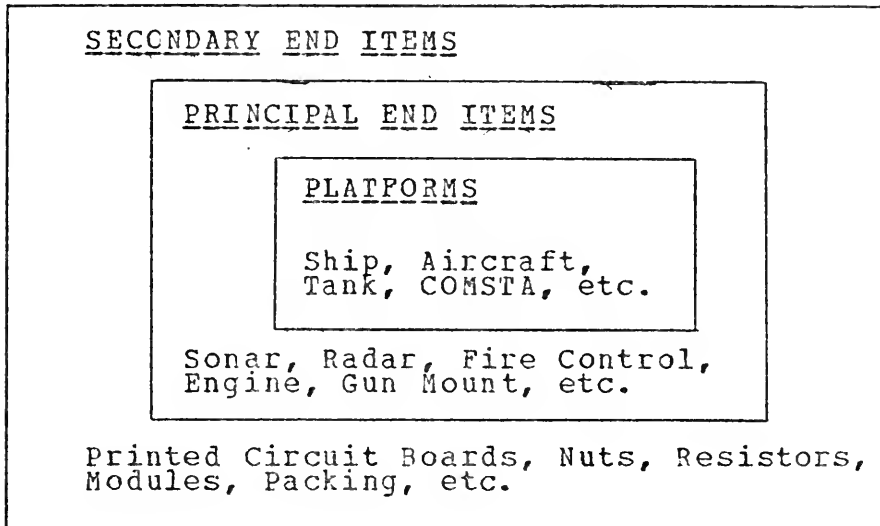 SECONDARY END ITEMS
PRINCIPAL END ITEMS
PLATFORMS
Ship, Aircraft,
Tank, COMSTA, etc.
Sonar, Radar, Fire Control,
Engine, Gun Mount, etc.
Printed Circuit Boards, Nuts, Resistors,
Modules, Packing, etc.